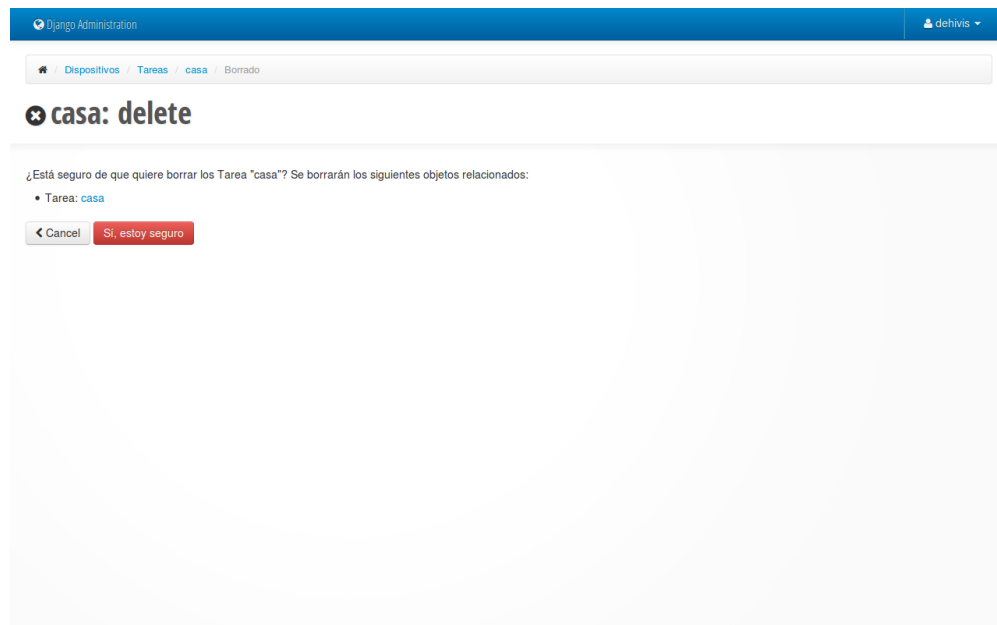 Django Administration
dehivis
/ Dispositivos / Tareas / casa / Borrado
casa: delete
¿Está seguro de que quiere borrar los Tarea "casa"? Se borrarán los siguientes objetos relacionados:
• Tarea: casa
Cancel
Sí, estoy seguro